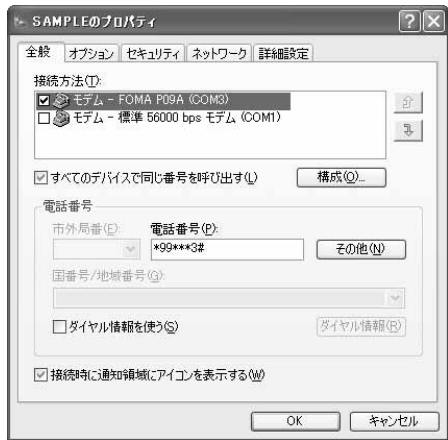 SAMPLEのプロパティ
全般 オプション セキュリティ ネットワーク 詳細設定
接続方法(T):
モデム - FOMA P09A (COM3)
モデム - 標準 56000 bps モデム (COM1)
すべてのデバイスで同じ番号を呼び出す(L) 構成(O)...
電話番号
市外局番(E): 電話番号(P):
*99***3# その他(N)
国番号/地域番号(G):
ダイヤル情報を使う(S) ダイヤル情報(R)
接続時に通知領域にアイコンを表示する(W)
OK キャンセル